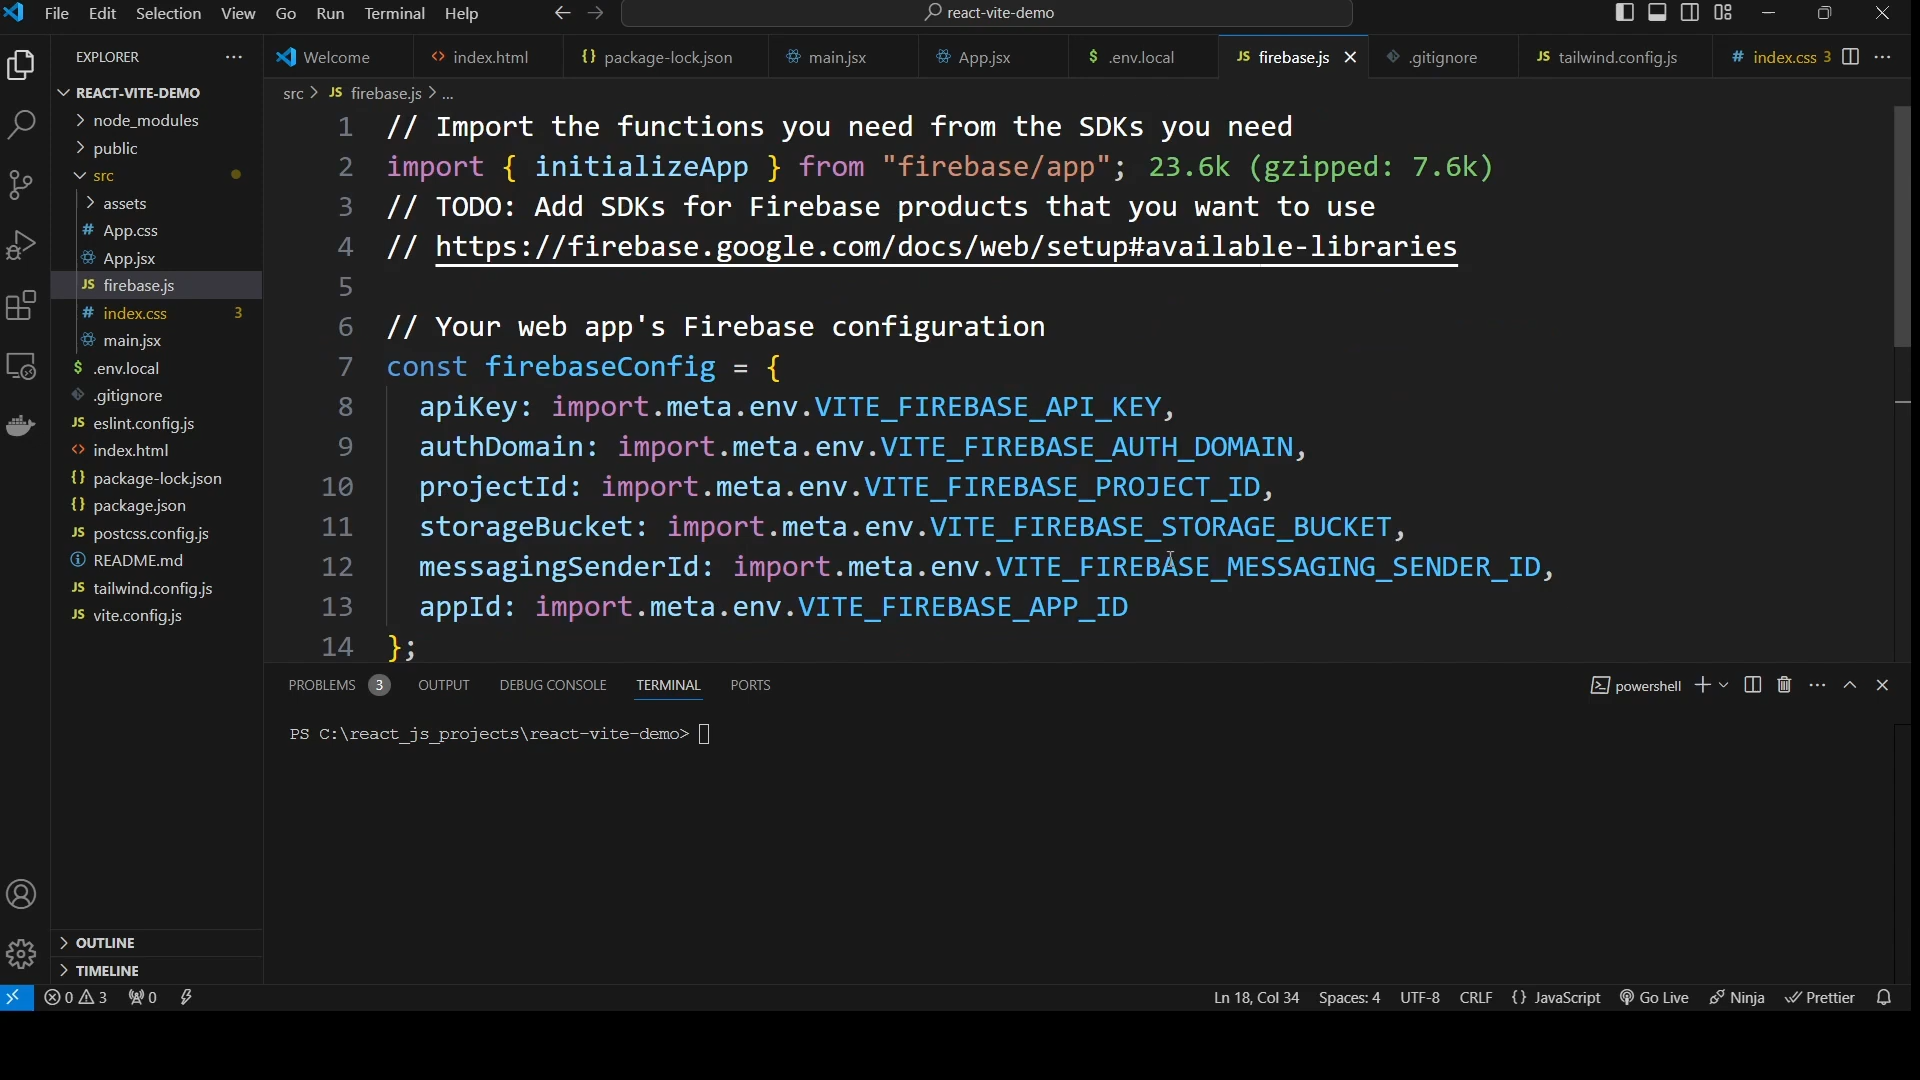 File Edit Selection View Go Run Terminal Help
react-vite-demo
EXPLORER
Welcome index.html package-lock.json main.jsx App.jsx $ .env.local JS firebase.js .gitignore JS tailwind.config.js # index.css 3
REACT-VITE-DEMO
node_modules
public
src
assets
# App.css
App.jsx
JS firebase.js
# index.css 3
main.jsx
$ .env.local
.gitignore
JS eslint.config.js
<> index.html
{} package-lock.json
{} package.json
JS postcss.config.js
README.md
JS tailwind.config.js
JS vite.config.js
OUTLINE
TIMELINE
src > JS firebase.js > ...
1 // Import the functions you need from the SDKs you need
2 import { initializeApp } from "firebase/app"; 23.6k (gzipped: 7.6k)
3 // TODO: Add SDKs for Firebase products that you want to use
4 // https://firebase.google.com/docs/web/setup#available-libraries
5
6 // Your web app's Firebase configuration
7 const firebaseConfig = {
8 apiKey: import.meta.env.VITE_FIREBASE_API_KEY,
9 authDomain: import.meta.env.VITE_FIREBASE_AUTH_DOMAIN,
10 projectId: import.meta.env.VITE_FIREBASE_PROJECT_ID,
11 storageBucket: import.meta.env.VITE_FIREBASE_STORAGE_BUCKET,
12 messagingSenderId: import.meta.env.VITE_FIREBASE_MESSAGING_SENDER_ID,
13 appId: import.meta.env.VITE_FIREBASE_APP_ID
14 };
PROBLEMS 3 OUTPUT DEBUG CONSOLE TERMINAL PORTS powershell
PS C:\react_js_projects\react-vite-demo>
0 3 0 Ln 18, Col 34 Spaces: 4 UTF-8 CRLF {} JavaScript Go Live Ninja Prettier